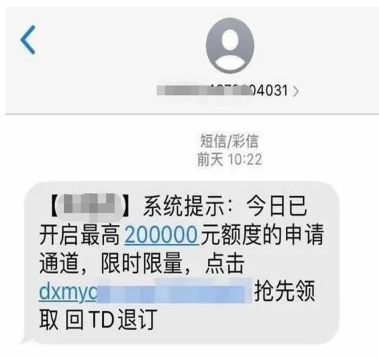 04031 >
短信/彩信
前天 10:22
【 】系统提示：今日已
开启最高200000元额度的申请
通道，限时限量，点击
dxmy 抢先领
取 回TD退订